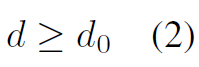 d ≥ d₀ (2)